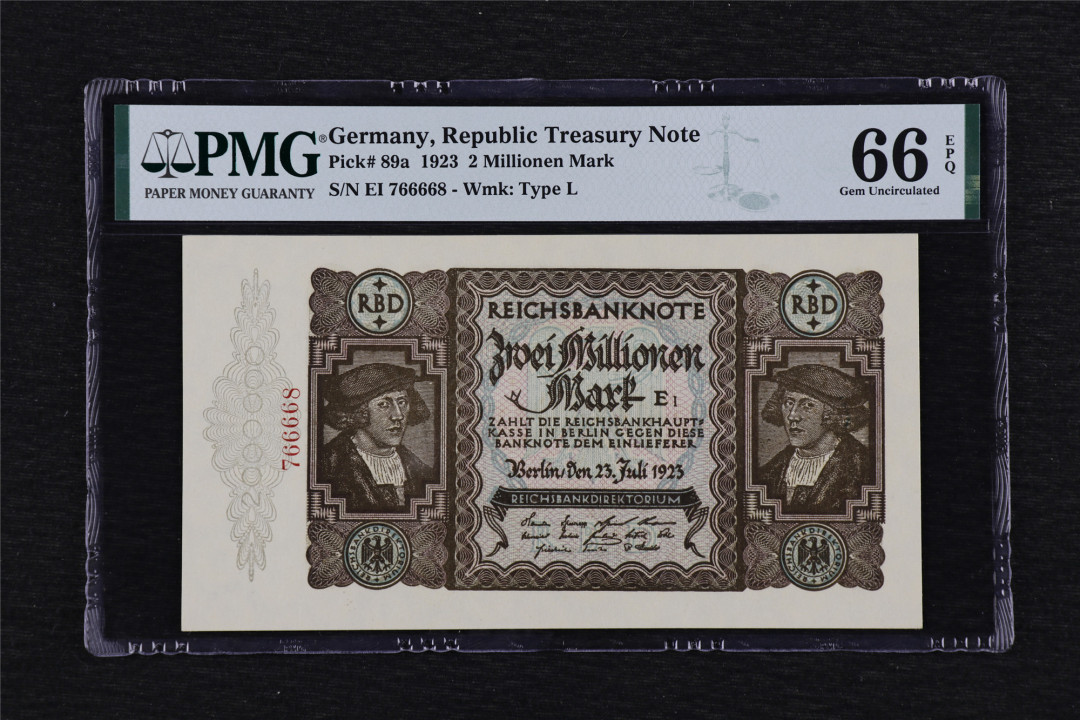 PMG®
PAPER MONEY GUARANTY
Germany, Republic Treasury Note
Pick# 89a 1923 2 Millionen Mark
S/N EI 766668 - Wmk: Type L
66
EPQ
Gem Uncirculated
RBD
RBD
REICHSBANKNOTE
Zwei Millionen
Mark E1
ZAHLT DIE REICHSBANKHAUPT-
KASSE IN BERLIN GEGEN DIESE
BANKNOTE DEM EINLIEFERER
Berlin, den 23. Juli 1923
REICHSBANKDIREKTORIUM
766668
REICHSBANKDIREKTORIUM
REICHSBANKDIREKTORIUM